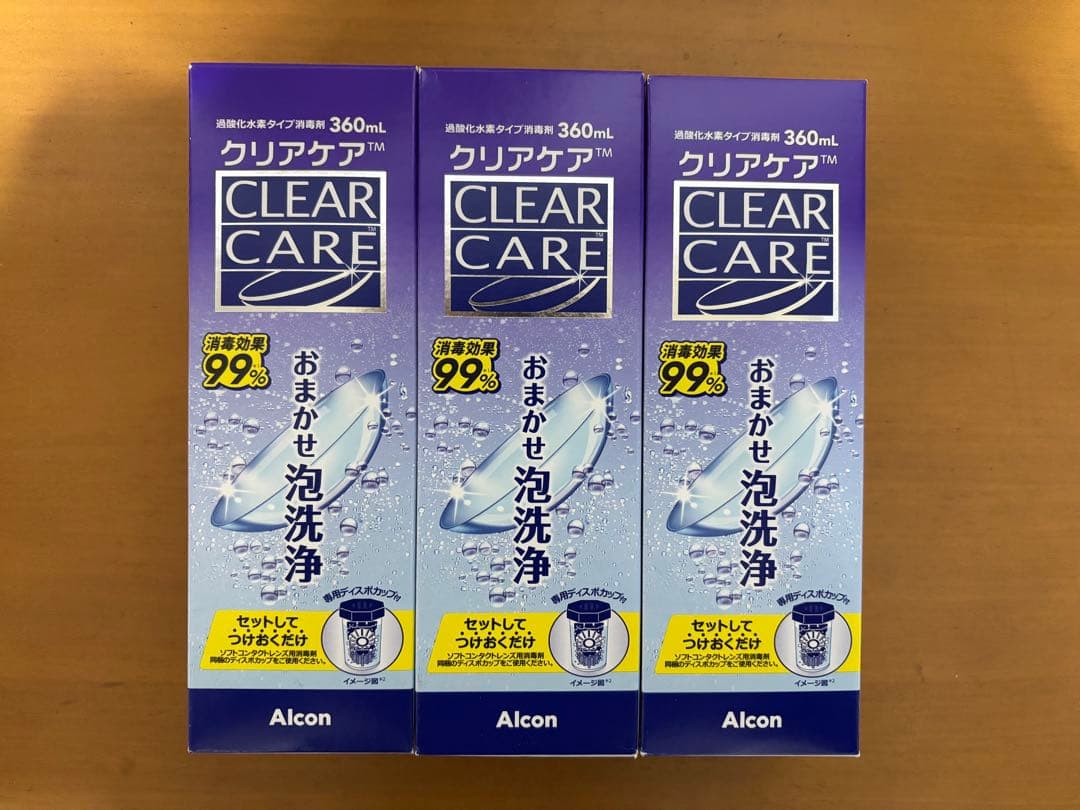 過酸化水素タイプ消毒剤 360mL
クリアケア™
CLEAR
CARE™
消毒効果
99%
おまかせ泡洗浄
専用ディスポカップ付
セットして
つけおくだけ
ソフトコンタクトレンズ用消毒剤
同梱のディスポカップをご使用ください。
イメージ図*2
Alcon
過酸化水素タイプ消毒剤 360mL
クリアケア™
CLEAR
CARE™
消毒効果
99%
おまかせ泡洗浄
専用ディスポカップ付
セットして
つけおくだけ
ソフトコンタクトレンズ用消毒剤
同梱のディスポカップをご使用ください。
イメージ図*2
Alcon
過酸化水素タイプ消毒剤 360mL
クリアケア™
CLEAR
CARE™
消毒効果
99%
おまかせ泡洗浄
専用ディスポカップ付
セットして
つけおくだけ
ソフトコンタクトレンズ用消毒剤
同梱のディスポカップをご使用ください。
イメージ図*2
Alcon